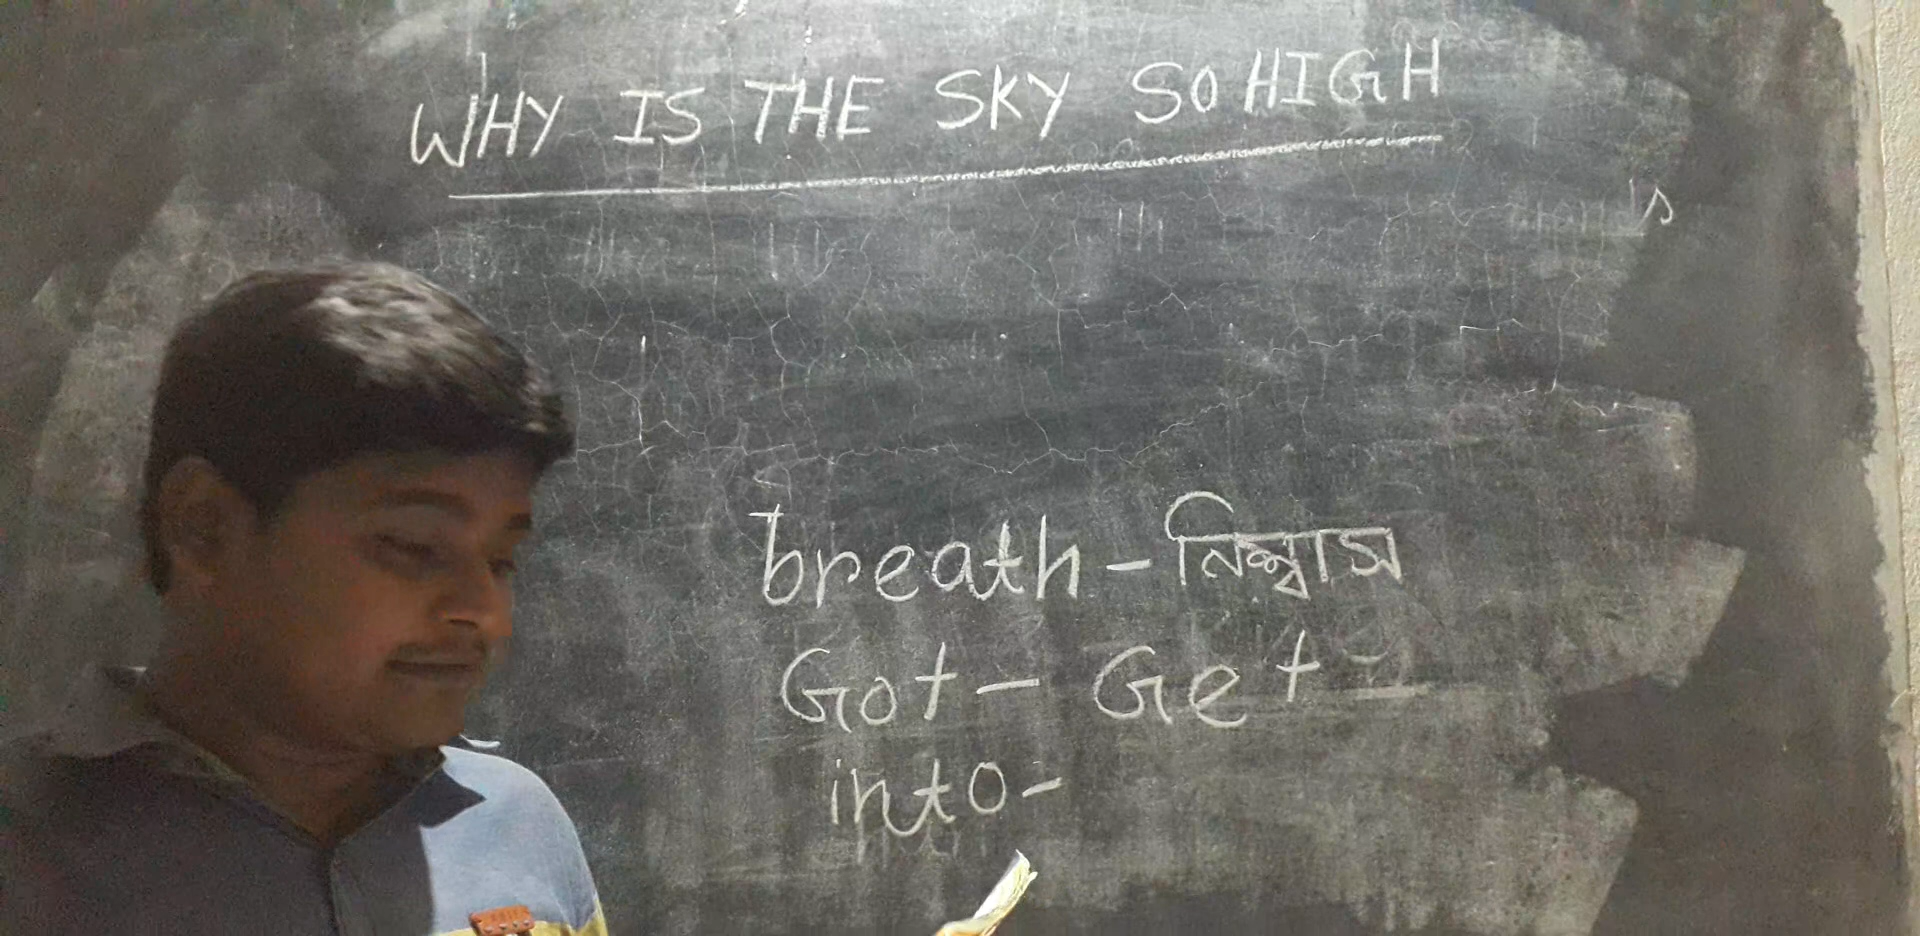 WHY IS THE SKY SO HIGH
breath - নিশ্বাস
Got - Get
into -